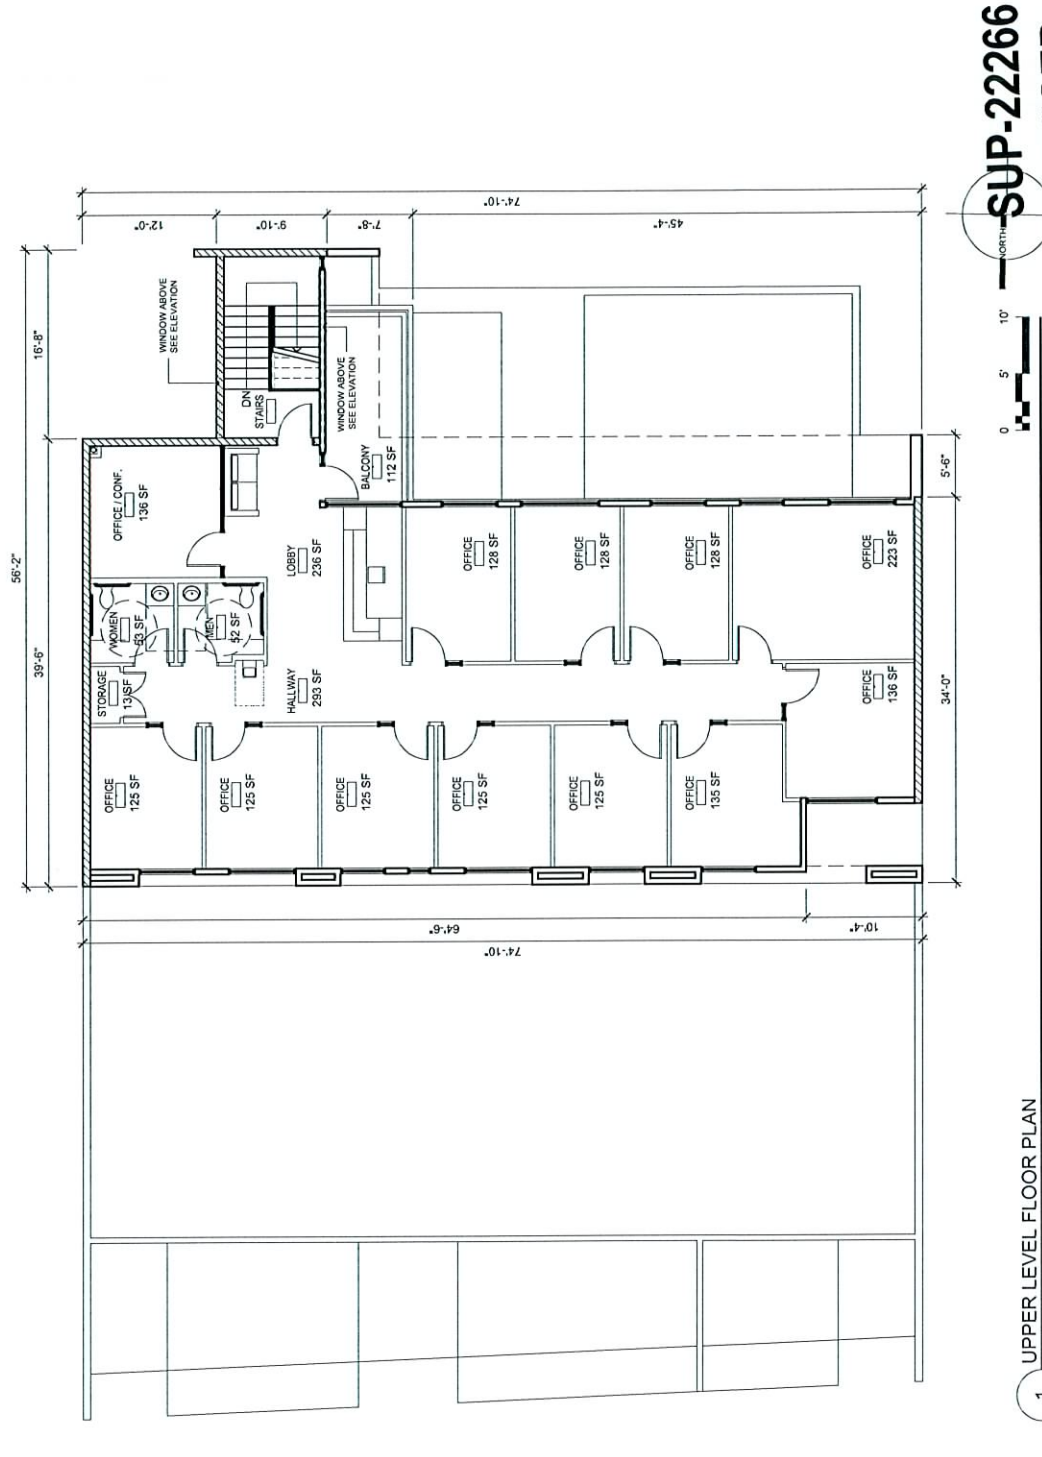 SUP-22266
NORTH
0 5' 10'
1
UPPER LEVEL FLOOR PLAN
56'-2"
39'-6"
16'-8"
74'-10"
12'-0"
9'-10"
7'-8"
45'-4"
WINDOW ABOVE
SEE ELEVATION
DN
STAIRS
WINDOW ABOVE
SEE ELEVATION
BALCONY
112 SF
OFFICE / CONF.
136 SF
LOBBY
236 SF
WOMEN
53 SF
MEN
52 SF
STORAGE
13 SF
HALLWAY
293 SF
OFFICE
128 SF
OFFICE
128 SF
OFFICE
128 SF
OFFICE
223 SF
OFFICE
136 SF
OFFICE
125 SF
OFFICE
125 SF
OFFICE
125 SF
OFFICE
125 SF
OFFICE
125 SF
OFFICE
135 SF
5'-6"
34'-0"
64'-6"
10'-4"
74'-10"